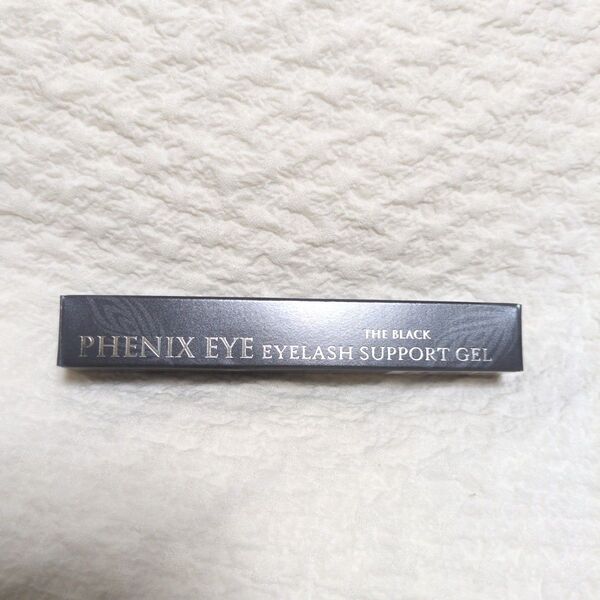 THE BLACK
PHENIX EYE EYELASH SUPPORT GEL